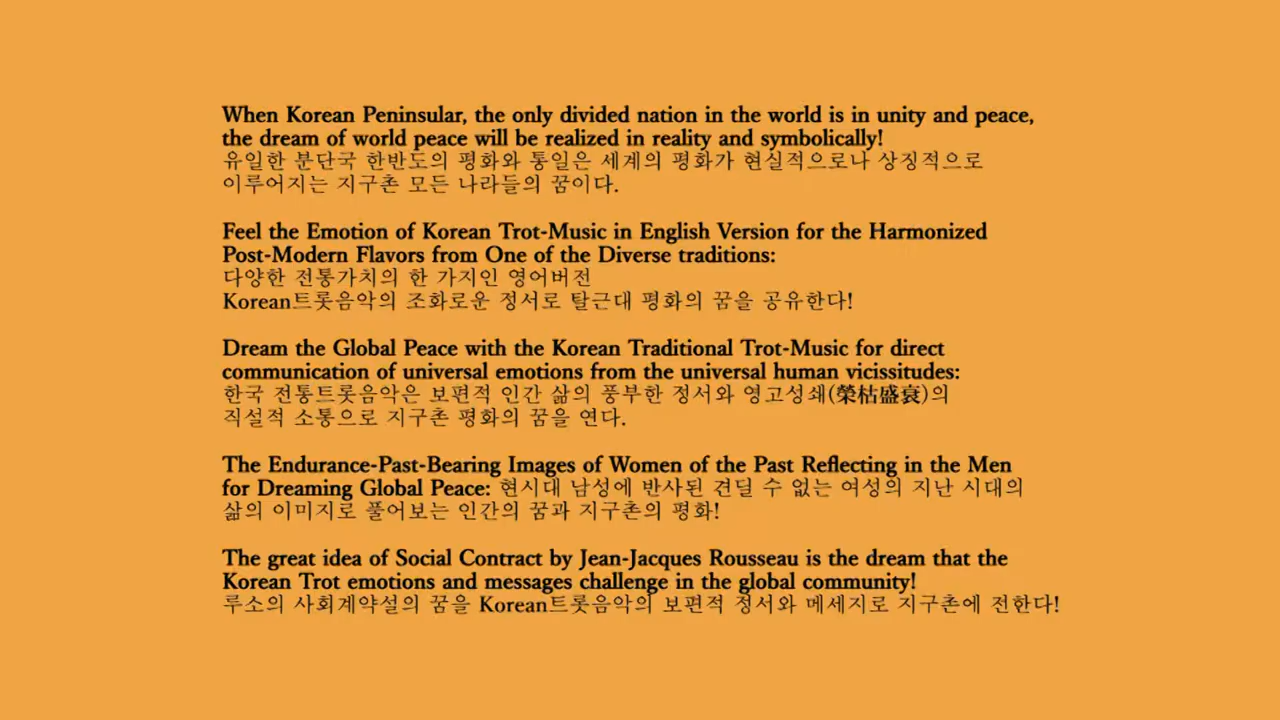 When Korean Peninsular, the only divided nation in the world is in unity and peace,
the dream of world peace will be realized in reality and symbolically!
유일한 분단국 한반도의 평화와 통일은 세계의 평화가 현실적으로나 상징적으로
이루어지는 지구촌 모든 나라들의 꿈이다.
Feel the Emotion of Korean Trot-Music in English Version for the Harmonized
Post-Modern Flavors from One of the Diverse traditions:
다양한 전통가치의 한 가지인 영어버전
Korean트롯음악의 조화로운 정서로 탈근대 평화의 꿈을 공유한다!
Dream the Global Peace with the Korean Traditional Trot-Music for direct
communication of universal emotions from the universal human vicissitudes:
한국 전통트롯음악은 보편적 인간 삶의 풍부한 정서와 영고성쇄(榮枯盛衰)의
직설적 소통으로 지구촌 평화의 꿈을 연다.
The Endurance-Past-Bearing Images of Women of the Past Reflecting in the Men
for Dreaming Global Peace: 현시대 남성에 반사된 견딜 수 없는 여성의 지난 시대의
삶의 이미지로 풀어보는 인간의 꿈과 지구촌의 평화!
The great idea of Social Contract by Jean-Jacques Rousseau is the dream that the
Korean Trot emotions and messages challenge in the global community!
루소의 사회계약설의 꿈을 Korean트롯음악의 보편적 정서와 메세지로 지구촌에 전한다!